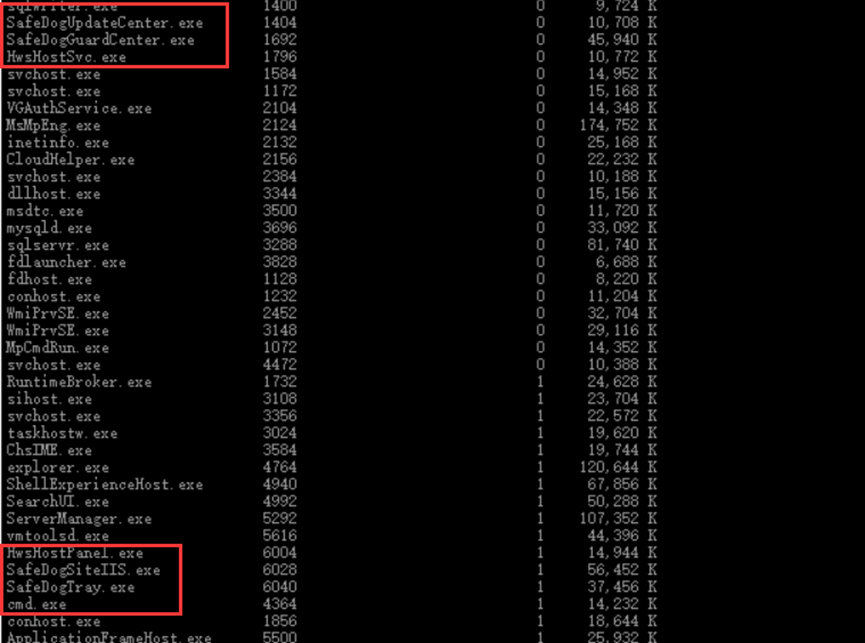 sqlwriter.exe 1400 0 9,724 K
SafeDogUpdateCenter.exe 1404 0 10,708 K
SafeDogGuardCenter.exe 1692 0 45,940 K
HwsHostSvc.exe 1796 0 10,772 K
svchost.exe 1584 0 14,952 K
svchost.exe 1172 0 15,168 K
VGAuthService.exe 2104 0 14,348 K
MsMpEng.exe 2124 0 174,752 K
inetinfo.exe 2132 0 25,168 K
CloudHelper.exe 2156 0 22,232 K
svchost.exe 2384 0 10,188 K
dllhost.exe 3344 0 15,156 K
msdtc.exe 3500 0 11,720 K
mysqld.exe 3696 0 33,092 K
sqlservr.exe 3288 0 81,740 K
fdlauncher.exe 3828 0 6,688 K
fdhost.exe 1128 0 8,220 K
conhost.exe 1232 0 11,204 K
WmiPrvSE.exe 2452 0 32,704 K
WmiPrvSE.exe 3148 0 29,116 K
MpCmdRun.exe 1072 0 14,352 K
svchost.exe 4472 0 10,388 K
RuntimeBroker.exe 1732 1 24,628 K
sihost.exe 3108 1 23,704 K
svchost.exe 3356 1 22,572 K
taskhostw.exe 3024 1 19,620 K
ChsIME.exe 3584 1 19,744 K
explorer.exe 4764 1 120,644 K
ShellExperienceHost.exe 4940 1 67,856 K
SearchUI.exe 4992 1 50,288 K
ServerManager.exe 5292 1 107,352 K
vmtoolsd.exe 5616 1 44,396 K
HwsHostPanel.exe 6004 1 14,944 K
SafeDogSiteIIS.exe 6028 1 56,452 K
SafeDogTray.exe 6040 1 37,456 K
cmd.exe 4364 1 14,232 K
conhost.exe 1856 1 18,644 K
ApplicationFrameHost.exe 5500 1 25,932 K